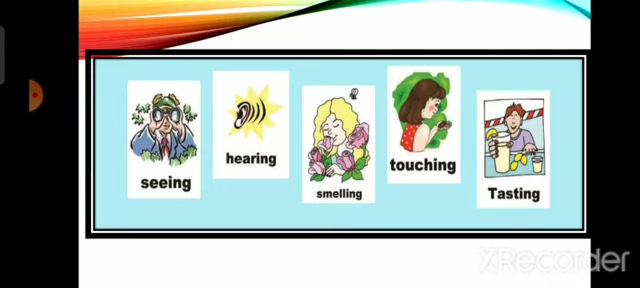 seeing
hearing
smelling
touching
Tasting
XRecorder